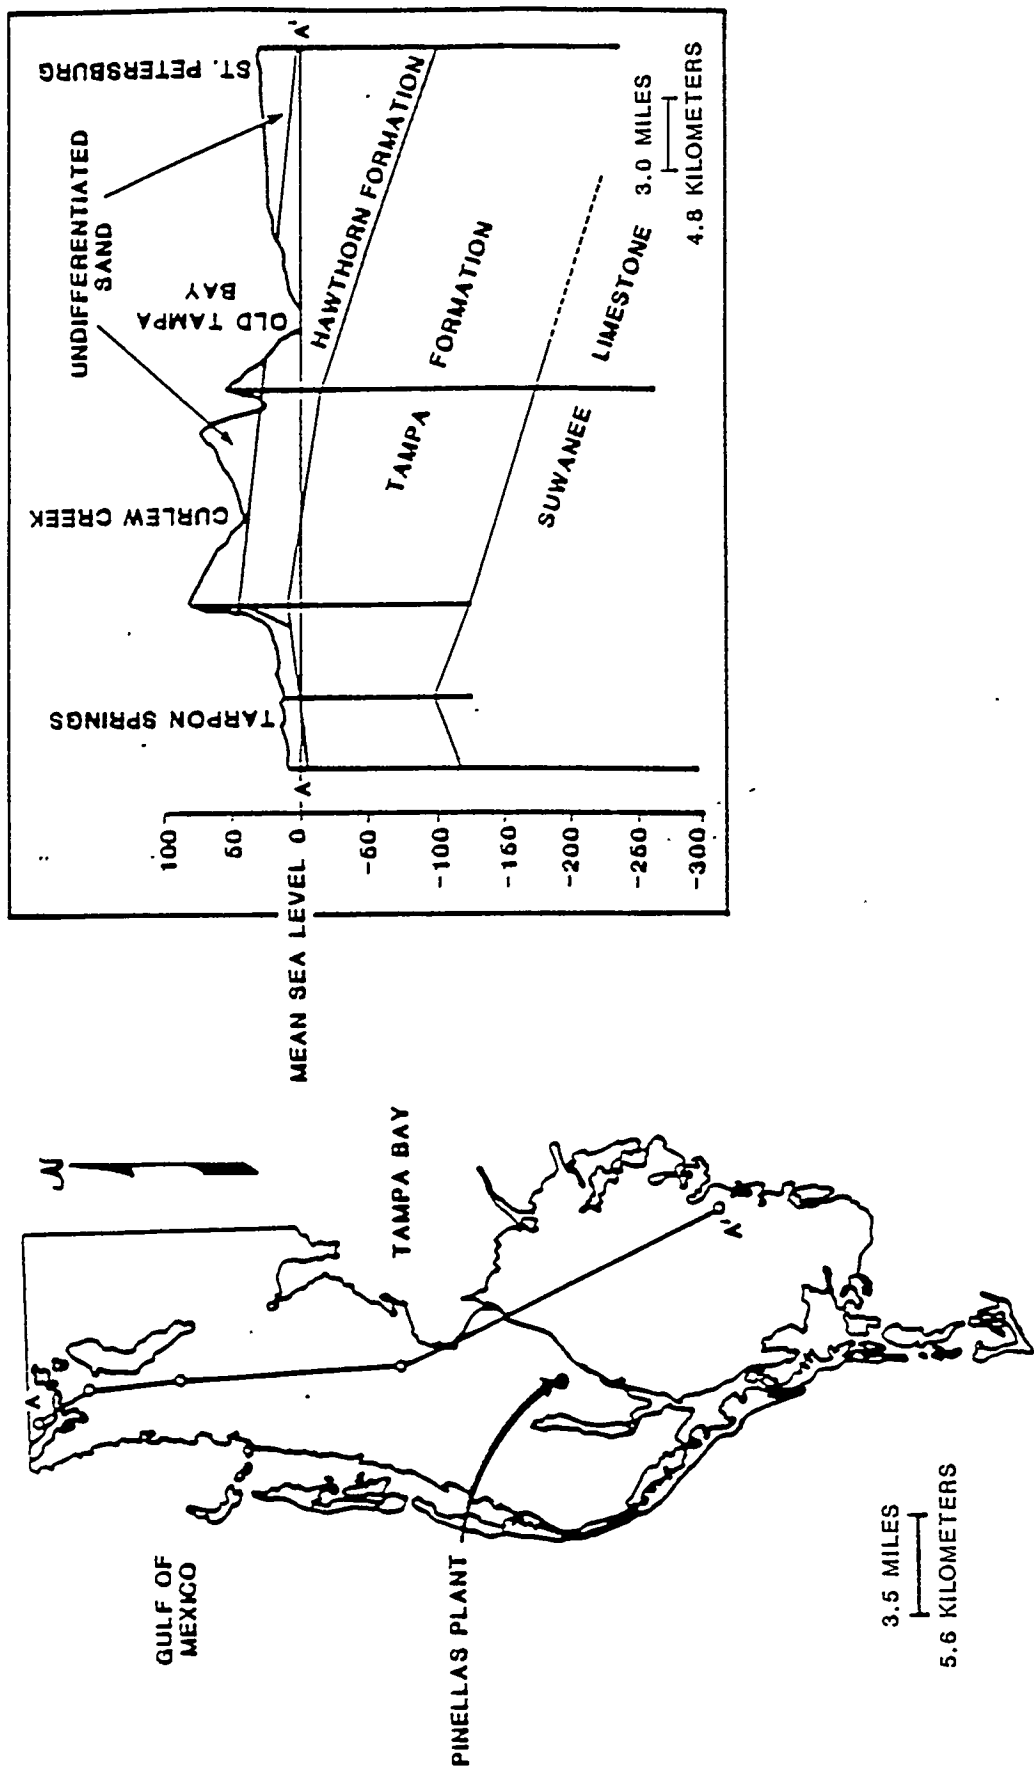 GULF OF
MEXICO
PINELLAS PLANT
TAMPA BAY
N
A
A'
3.5 MILES
5.6 KILOMETERS
MEAN SEA LEVEL
100
50
0
-50
-100
-150
-200
-250
-300
A
A'
TARPON SPRINGS
CURLEW CREEK
OLD TAMPA
BAY
ST. PETERSBURG
UNDIFFERENTIATED
SAND
HAWTHORN FORMATION
TAMPA
FORMATION
SUWANEE
LIMESTONE
3.0 MILES
4.8 KILOMETERS